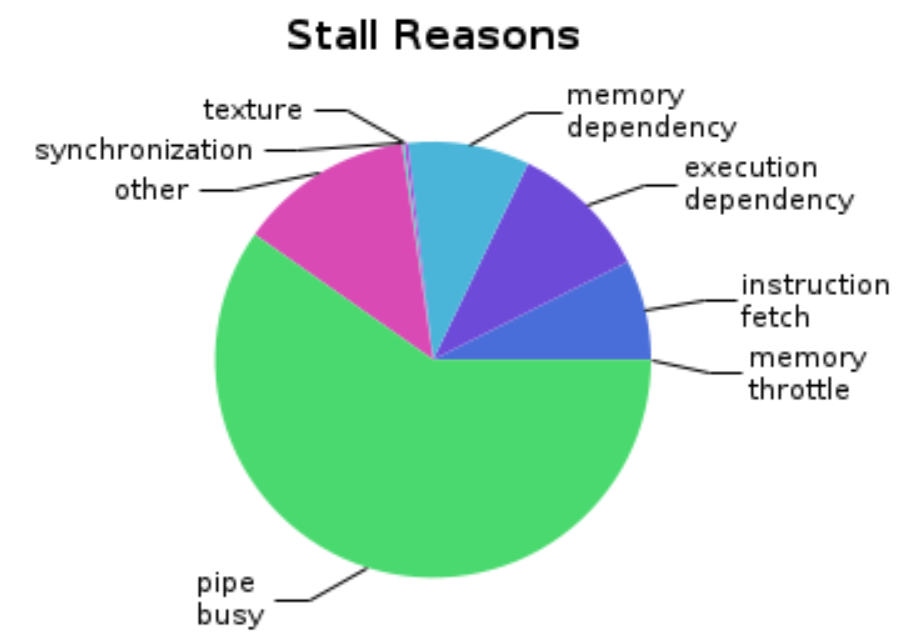 Stall Reasons
texture
synchronization
other
memory
dependency
execution
dependency
instruction
fetch
memory
throttle
pipe
busy